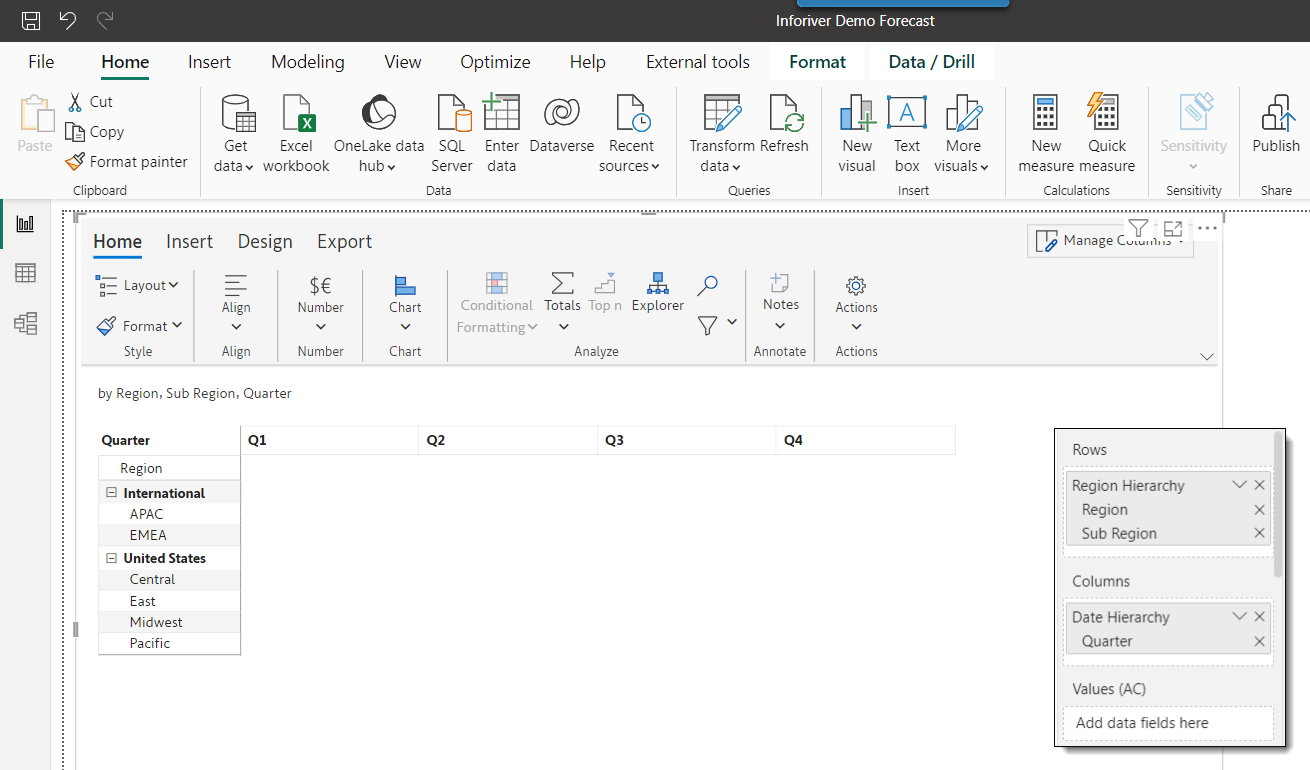 Inforiver Demo Forecast
File Home Insert Modeling View Optimize Help External tools Format Data / Drill
Paste
Cut
Copy
Format painter
Clipboard
Get data
Excel workbook
OneLake data hub
SQL Server
Enter data
Dataverse
Recent sources
Data
Transform data
Refresh
Queries
New visual
Text box
More visuals
Insert
New measure
Quick measure
Calculations
Sensitivity
Sensitivity
Publish
Share
Home Insert Design Export
Manage Columns
Layout
Format
Style
Align
Align
$€
Number
Number
Chart
Chart
Conditional Formatting
Totals
Top n
Explorer
Analyze
Notes
Annotate
Actions
Actions
by Region, Sub Region, Quarter
Quarter Q1 Q2 Q3 Q4
Region
International
APAC
EMEA
United States
Central
East
Midwest
Pacific
Rows
Region Hierarchy
Region
Sub Region
Columns
Date Hierarchy
Quarter
Values (AC)
Add data fields here